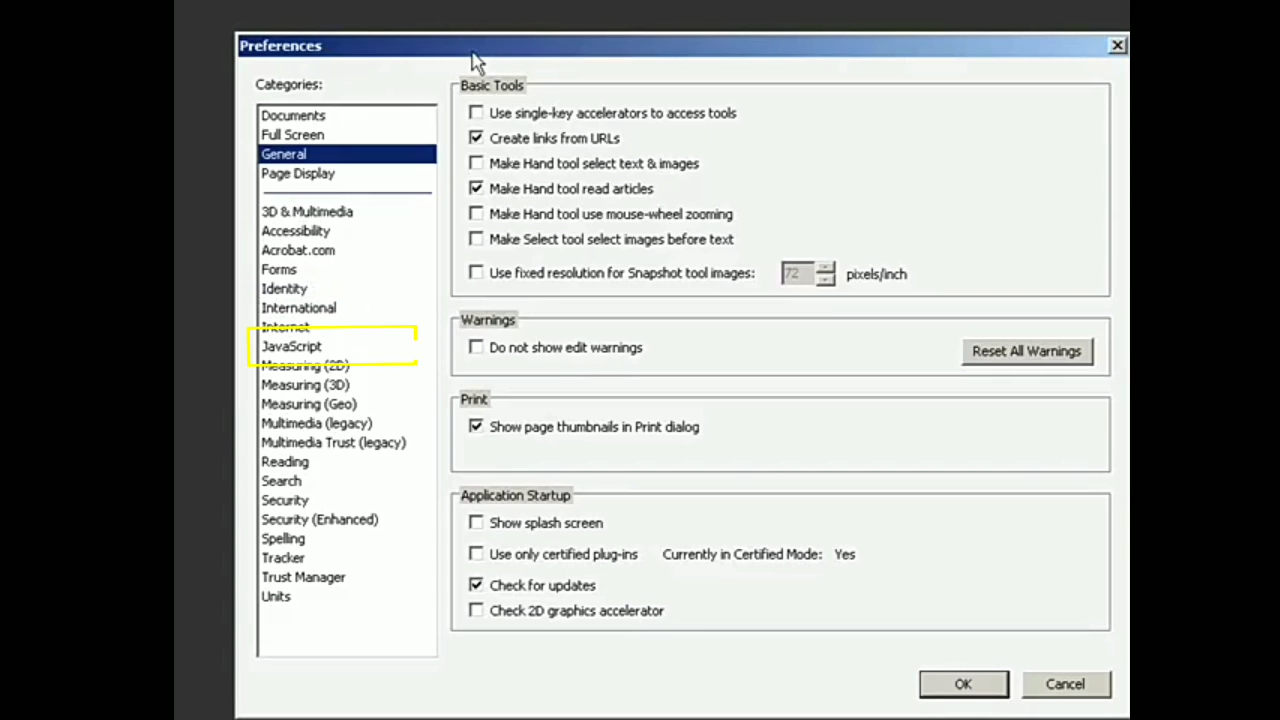 Preferences
Categories:
Documents
Full Screen
General
Page Display
3D & Multimedia
Accessibility
Acrobat.com
Forms
Identity
International
Internet
JavaScript
Measuring (2D)
Measuring (3D)
Measuring (Geo)
Multimedia (legacy)
Multimedia Trust (legacy)
Reading
Search
Security
Security (Enhanced)
Spelling
Tracker
Trust Manager
Units
Basic Tools
Use single-key accelerators to access tools
Create links from URLs
Make Hand tool select text & images
Make Hand tool read articles
Make Hand tool use mouse-wheel zooming
Make Select tool select images before text
Use fixed resolution for Snapshot tool images: 72 pixels/inch
Warnings
Do not show edit warnings Reset All Warnings
Print
Show page thumbnails in Print dialog
Application Startup
Show splash screen
Use only certified plug-ins Currently in Certified Mode: Yes
Check for updates
Check 2D graphics accelerator
OK Cancel